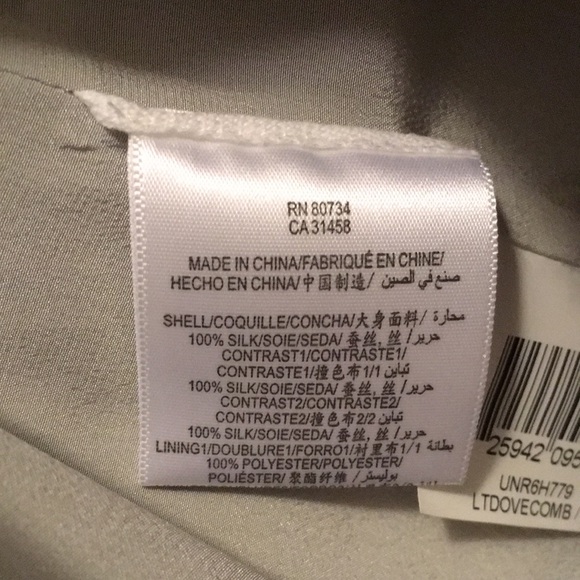 RN 80734
CA 31458
MADE IN CHINA/FABRIQUÉ EN CHINE/
HECHO EN CHINA/中国制造/ صنع في الصين
SHELL/COQUILLE/CONCHA/大身面料/ محارة
100% SILK/SOIE/SEDA/ 蚕丝, 丝 / حرير
CONTRAST1/CONTRASTE1/
CONTRASTE1/撞色布1/ تباين 1
100% SILK/SOIE/SEDA/ 蚕丝, 丝 / حرير
CONTRAST2/CONTRASTE2/
CONTRASTE2/撞色布2/ تباين 2
100% SILK/SOIE/SEDA/ 蚕丝, 丝 / حرير
LINING1/DOUBLURE1/FORRO1/衬里布1/ بطانة 1
100% POLYESTER/POLYESTER/
POLIÉSTER/ 聚酯纤维 / بوليستر
25942 095
UNR6H779
LTDOVECOMB /